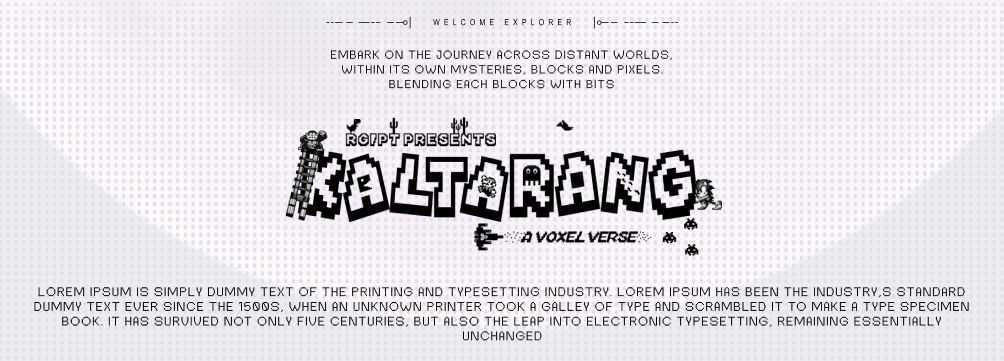 WELCOME EXPLORER
EMBARK ON THE JOURNEY ACROSS DISTANT WORLDS,
WITHIN ITS OWN MYSTERIES, BLOCKS AND PIXELS.
BLENDING EACH BLOCKS WITH BITS
RGIPT PRESENTS
KALTARANG
A VOXEL VERSE
LOREM IPSUM IS SIMPLY DUMMY TEXT OF THE PRINTING AND TYPESETTING INDUSTRY. LOREM IPSUM HAS BEEN THE INDUSTRY,S STANDARD
DUMMY TEXT EVER SINCE THE 1500S, WHEN AN UNKNOWN PRINTER TOOK A GALLEY OF TYPE AND SCRAMBLED IT TO MAKE A TYPE SPECIMEN
BOOK. IT HAS SURVIVED NOT ONLY FIVE CENTURIES, BUT ALSO THE LEAP INTO ELECTRONIC TYPESETTING, REMAINING ESSENTIALLY
UNCHANGED